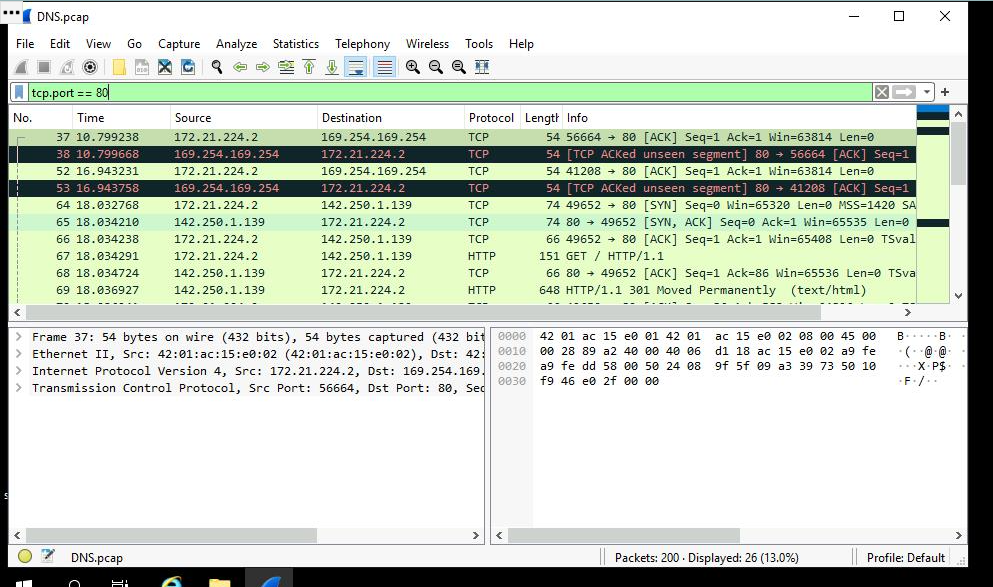 DNS.pcap
File Edit View Go Capture Analyze Statistics Telephony Wireless Tools Help
tcp.port == 80
No. Time Source Destination Protocol Length Info
37 10.799238 172.21.224.2 169.254.169.254 TCP 54 56664 → 80 [ACK] Seq=1 Ack=1 Win=63814 Len=0
38 10.799668 169.254.169.254 172.21.224.2 TCP 54 [TCP ACKed unseen segment] 80 → 56664 [ACK] Seq=1
52 16.943231 172.21.224.2 169.254.169.254 TCP 54 41208 → 80 [ACK] Seq=1 Ack=1 Win=63814 Len=0
53 16.943758 169.254.169.254 172.21.224.2 TCP 54 [TCP ACKed unseen segment] 80 → 41208 [ACK] Seq=1
64 18.032768 172.21.224.2 142.250.1.139 TCP 74 49652 → 80 [SYN] Seq=0 Win=65320 Len=0 MSS=1420 SA
65 18.034210 142.250.1.139 172.21.224.2 TCP 74 80 → 49652 [SYN, ACK] Seq=0 Ack=1 Win=65535 Len=0
66 18.034238 172.21.224.2 142.250.1.139 TCP 66 49652 → 80 [ACK] Seq=1 Ack=1 Win=65408 Len=0 TSval
67 18.034291 172.21.224.2 142.250.1.139 HTTP 151 GET / HTTP/1.1
68 18.034724 142.250.1.139 172.21.224.2 TCP 66 80 → 49652 [ACK] Seq=1 Ack=86 Win=65536 Len=0 TSva
69 18.036927 142.250.1.139 172.21.224.2 HTTP 648 HTTP/1.1 301 Moved Permanently (text/html)
Frame 37: 54 bytes on wire (432 bits), 54 bytes captured (432 bit
Ethernet II, Src: 42:01:ac:15:e0:02 (42:01:ac:15:e0:02), Dst: 42:
Internet Protocol Version 4, Src: 172.21.224.2, Dst: 169.254.169.
Transmission Control Protocol, Src Port: 56664, Dst Port: 80, Sec
0000 42 01 ac 15 e0 01 42 01 ac 15 e0 02 08 00 45 00 B·····B·
0010 00 28 89 a2 40 00 40 06 d1 18 ac 15 e0 02 a9 fe ·(··@·@·
0020 a9 fe dd 58 00 50 24 08 9f 5f 09 a3 39 73 50 10 ···X·P$·
0030 f9 46 e0 2f 00 00 ·F·/··
DNS.pcap
Packets: 200 · Displayed: 26 (13.0%)
Profile: Default